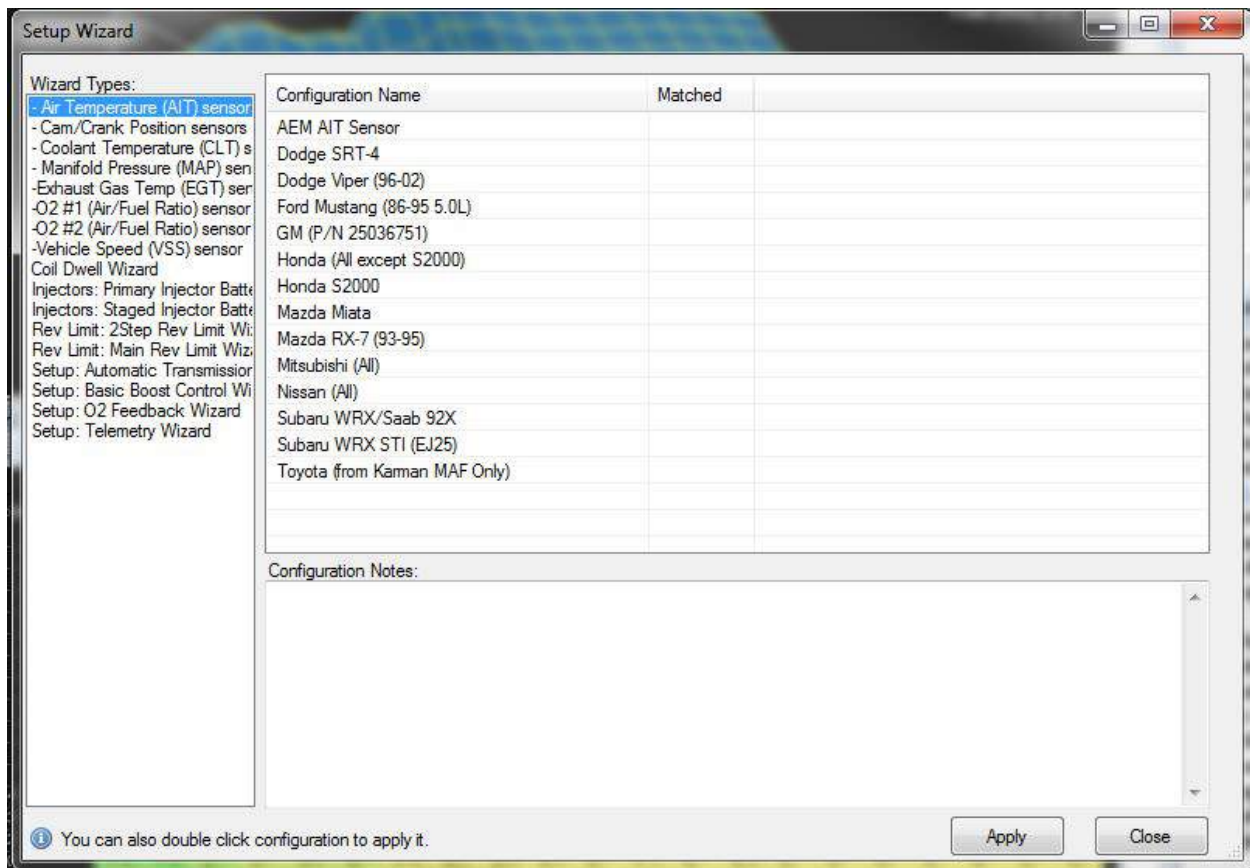 Setup Wizard
Wizard Types:
- Air Temperature (AIT) sensor
- Cam/Crank Position sensors
- Coolant Temperature (CLT) s
- Manifold Pressure (MAP) sen
-Exhaust Gas Temp (EGT) sen
-O2 #1 (Air/Fuel Ratio) sensor
-O2 #2 (Air/Fuel Ratio) sensor
-Vehicle Speed (VSS) sensor
Coil Dwell Wizard
Injectors: Primary Injector Batte
Injectors: Staged Injector Batte
Rev Limit: 2Step Rev Limit Wiz
Rev Limit: Main Rev Limit Wiza
Setup: Automatic Transmission
Setup: Basic Boost Control Wi
Setup: O2 Feedback Wizard
Setup: Telemetry Wizard
Configuration Name Matched
AEM AIT Sensor
Dodge SRT-4
Dodge Viper (96-02)
Ford Mustang (86-95 5.0L)
GM (P/N 25036751)
Honda (All except S2000)
Honda S2000
Mazda Miata
Mazda RX-7 (93-95)
Mitsubishi (All)
Nissan (All)
Subaru WRX/Saab 92X
Subaru WRX STI (EJ25)
Toyota (from Karman MAF Only)
Configuration Notes:
You can also double click configuration to apply it.
Apply
Close